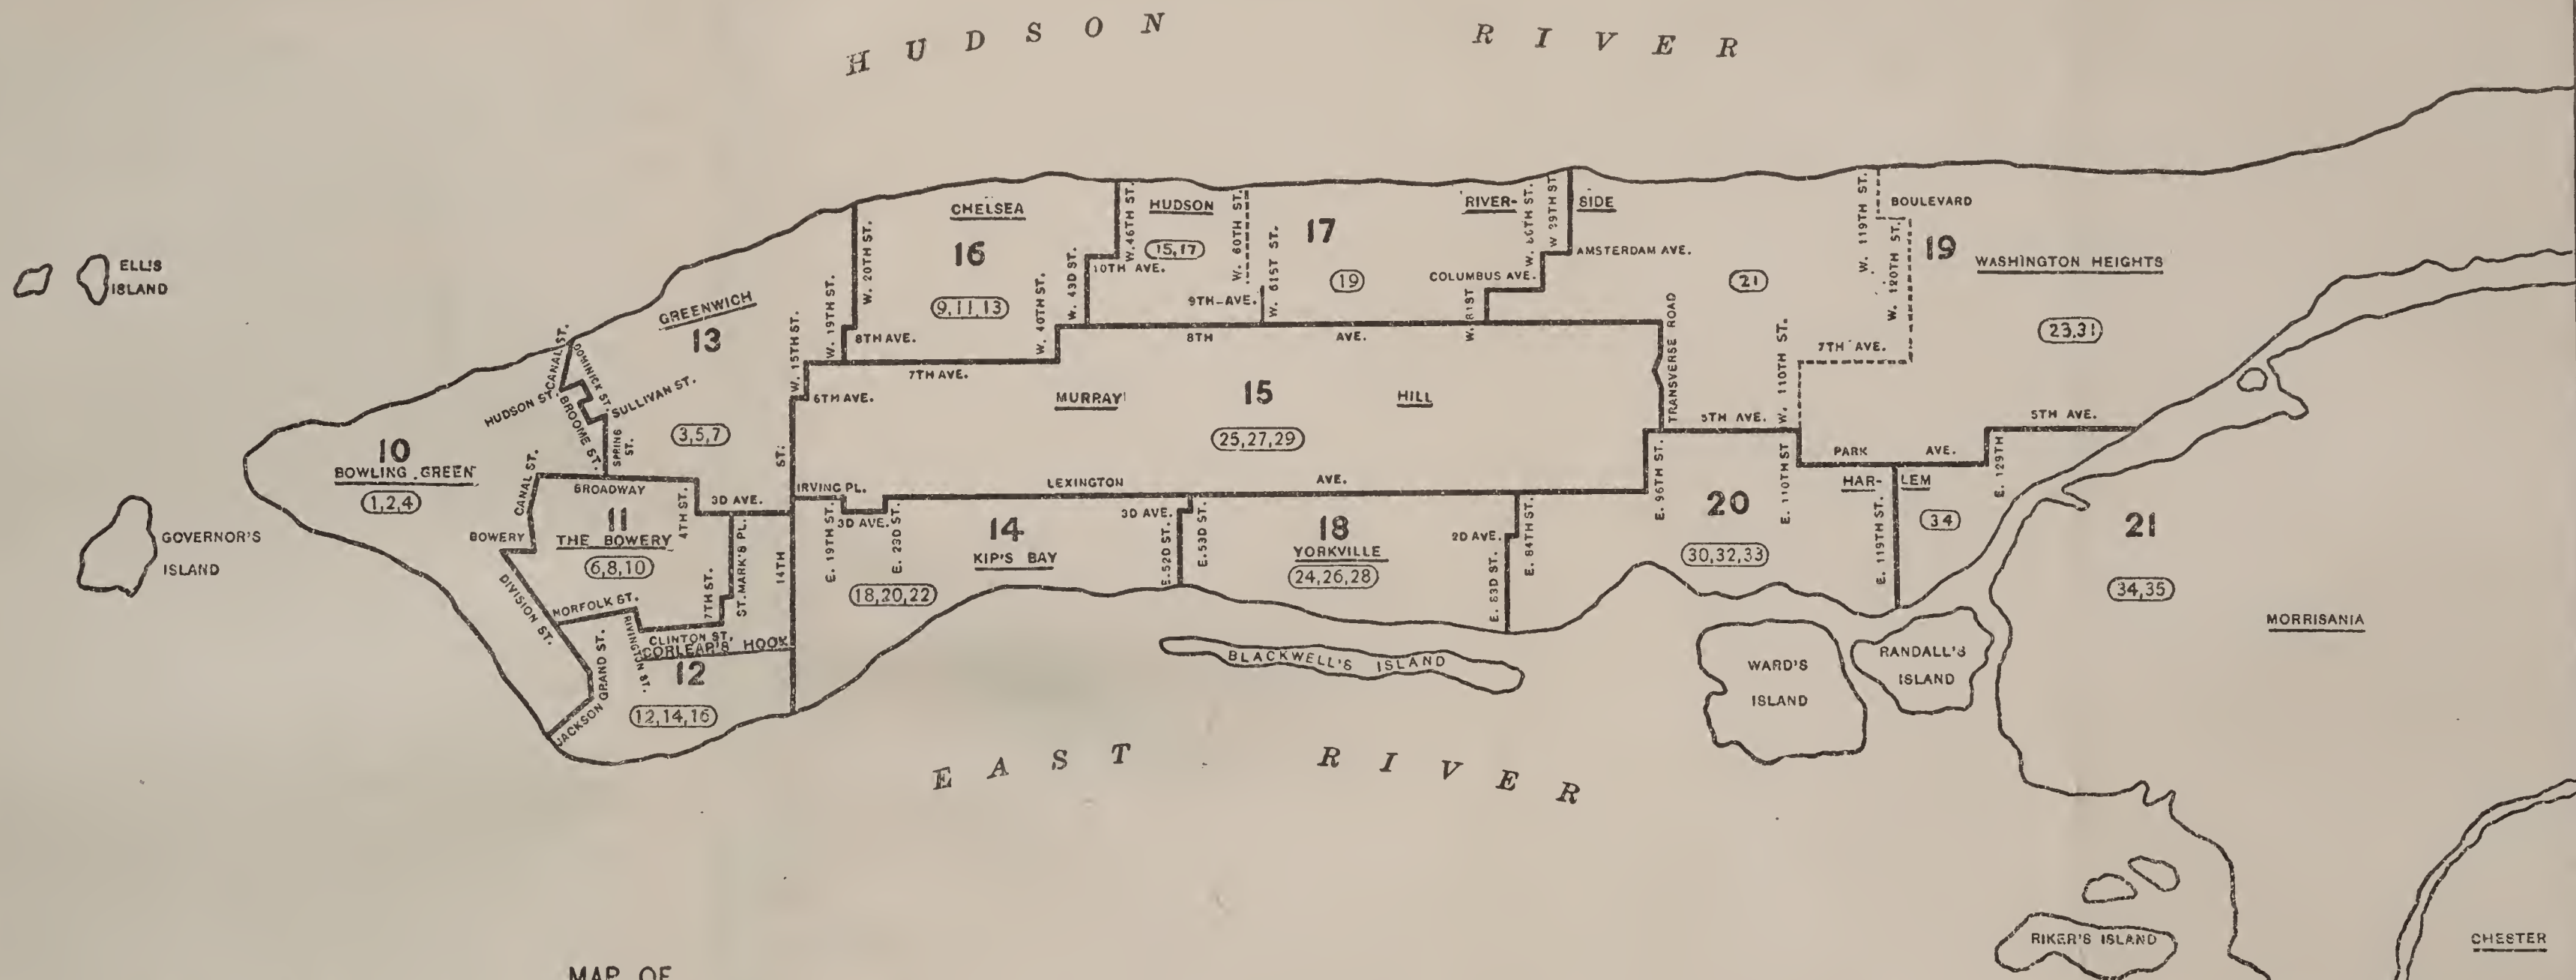 HUDSON RIVER
ELLIS
ISLAND
GOVERNOR'S
ISLAND
10
BOWLING GREEN
1,2,4
HUDSON ST.
CANAL ST.
DOMINICK ST.
BROOME ST.
SULLIVAN ST.
SPRING
ST.
GREENWICH
13
3,5,7
CANAL ST.
BROADWAY
BOWERY
11
THE BOWERY
6,8,10
4TH ST.
3D AVE.
7TH ST.
ST. MARK'S PL.
DIVISION ST.
NORFOLK ST.
RIVINGTON ST.
CLINTON ST.
CORLEAR'S HOOK
12
12,14,16
GRAND ST.
JACKSON
14TH
ST.
W. 15TH ST.
6TH AVE.
W. 19TH ST.
W. 20TH ST.
8TH AVE.
7TH AVE.
CHELSEA
16
9,11,13
W. 40TH ST.
W. 43D ST.
W. 46TH ST.
10TH AVE.
HUDSON
15,17
W. 60TH ST.
9TH AVE.
W. 61ST ST.
17
19
RIVER-
SIDE
W. 89TH ST.
AMSTERDAM AVE.
COLUMBUS AVE.
W. 81ST
8TH AVE.
MURRAY HILL
15
25,27,29
TRANSVERSE ROAD
21
5TH AVE.
W. 110TH ST.
7TH AVE.
W. 119TH ST.
W. 120TH ST.
BOULEVARD
19
WASHINGTON HEIGHTS
23,31
5TH AVE.
IRVING PL.
LEXINGTON AVE.
E. 19TH ST.
3D AVE.
E. 23D ST.
14
KIP'S BAY
18,20,22
3D AVE.
E. 52D ST.
E. 53D ST.
18
YORKVILLE
24,26,28
2D AVE.
E. 83D ST.
E. 84TH ST.
E. 96TH ST.
20
30,32,33
E. 110TH ST
PARK AVE.
HAR-
LEM
E. 119TH ST.
34
E. 129TH
21
34,35
MORRISANIA
BLACKWELL'S ISLAND
WARD'S
ISLAND
RANDALL'S
ISLAND
EAST RIVER
RIKER'S ISLAND
CHESTER
MAP OF